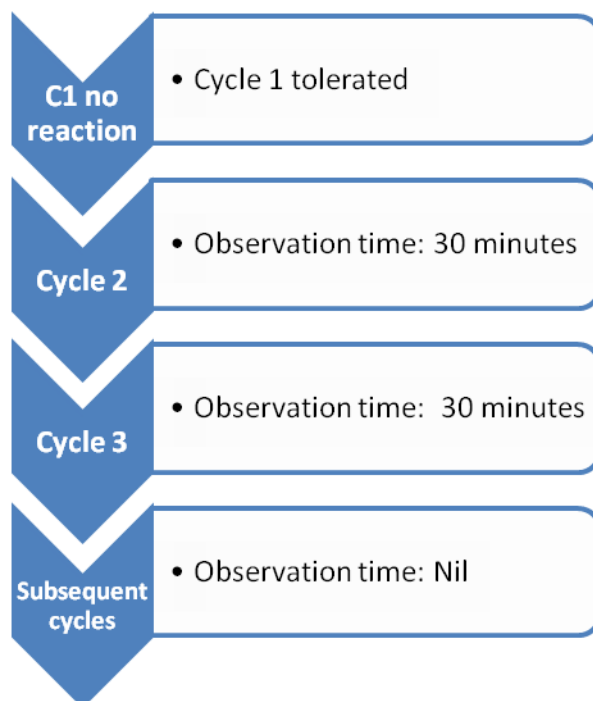 C1 no
reaction
• Cycle 1 tolerated
Cycle 2
• Observation time: 30 minutes
Cycle 3
• Observation time: 30 minutes
Subsequent
cycles
• Observation time: Nil